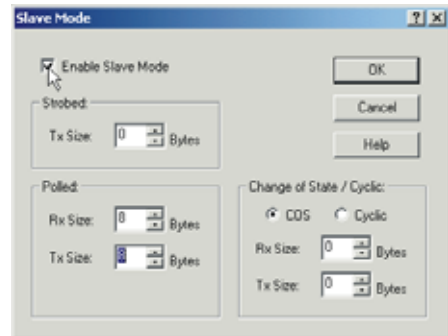 Slave Mode
Enable Slave Mode
OK
Cancel
Help
Strobed:
Tx Size: 0 Bytes
Polled:
Rx Size: 8 Bytes
Tx Size: Bytes
Change of State / Cyclic:
COS Cyclic
Rx Size: 0 Bytes
Tx Size: 0 Bytes